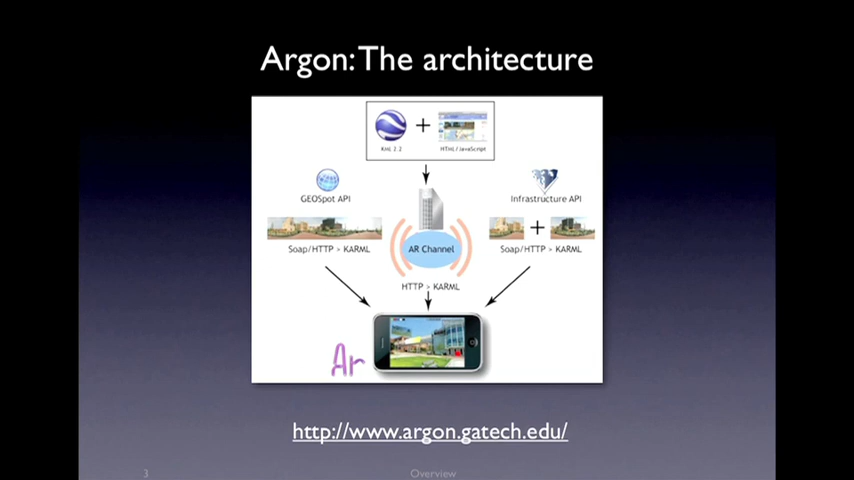 Argon: The architecture
+
KML 2.2
HTML/JavaScript
GEOSpot API
Infrastructure API
AR Channel
+
Soap/HTTP > KARML
Soap/HTTP > KARML
HTTP > KARML
Ar
http://www.argon.gatech.edu/
3
Overview